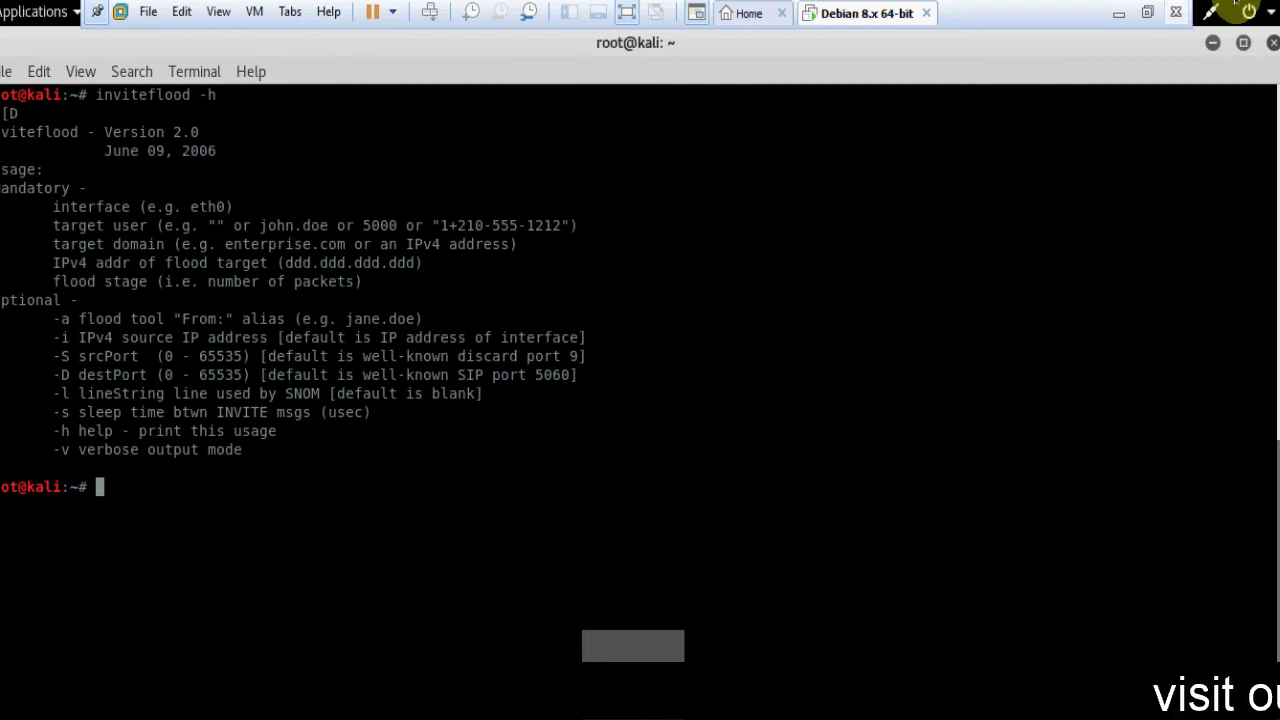 Applications
File Edit View VM Tabs Help
Home
Debian 8.x 64-bit
root@kali: ~
le Edit View Search Terminal Help
ot@kali:~# inviteflood -h
[D
viteflood - Version 2.0
June 09, 2006
sage:
andatory -
interface (e.g. eth0)
target user (e.g. "" or john.doe or 5000 or "1+210-555-1212")
target domain (e.g. enterprise.com or an IPv4 address)
IPv4 addr of flood target (ddd.ddd.ddd.ddd)
flood stage (i.e. number of packets)
ptional -
-a flood tool "From:" alias (e.g. jane.doe)
-i IPv4 source IP address [default is IP address of interface]
-S srcPort (0 - 65535) [default is well-known discard port 9]
-D destPort (0 - 65535) [default is well-known SIP port 5060]
-l lineString line used by SNOM [default is blank]
-s sleep time btwn INVITE msgs (usec)
-h help - print this usage
-v verbose output mode
ot@kali:~#
visit ou